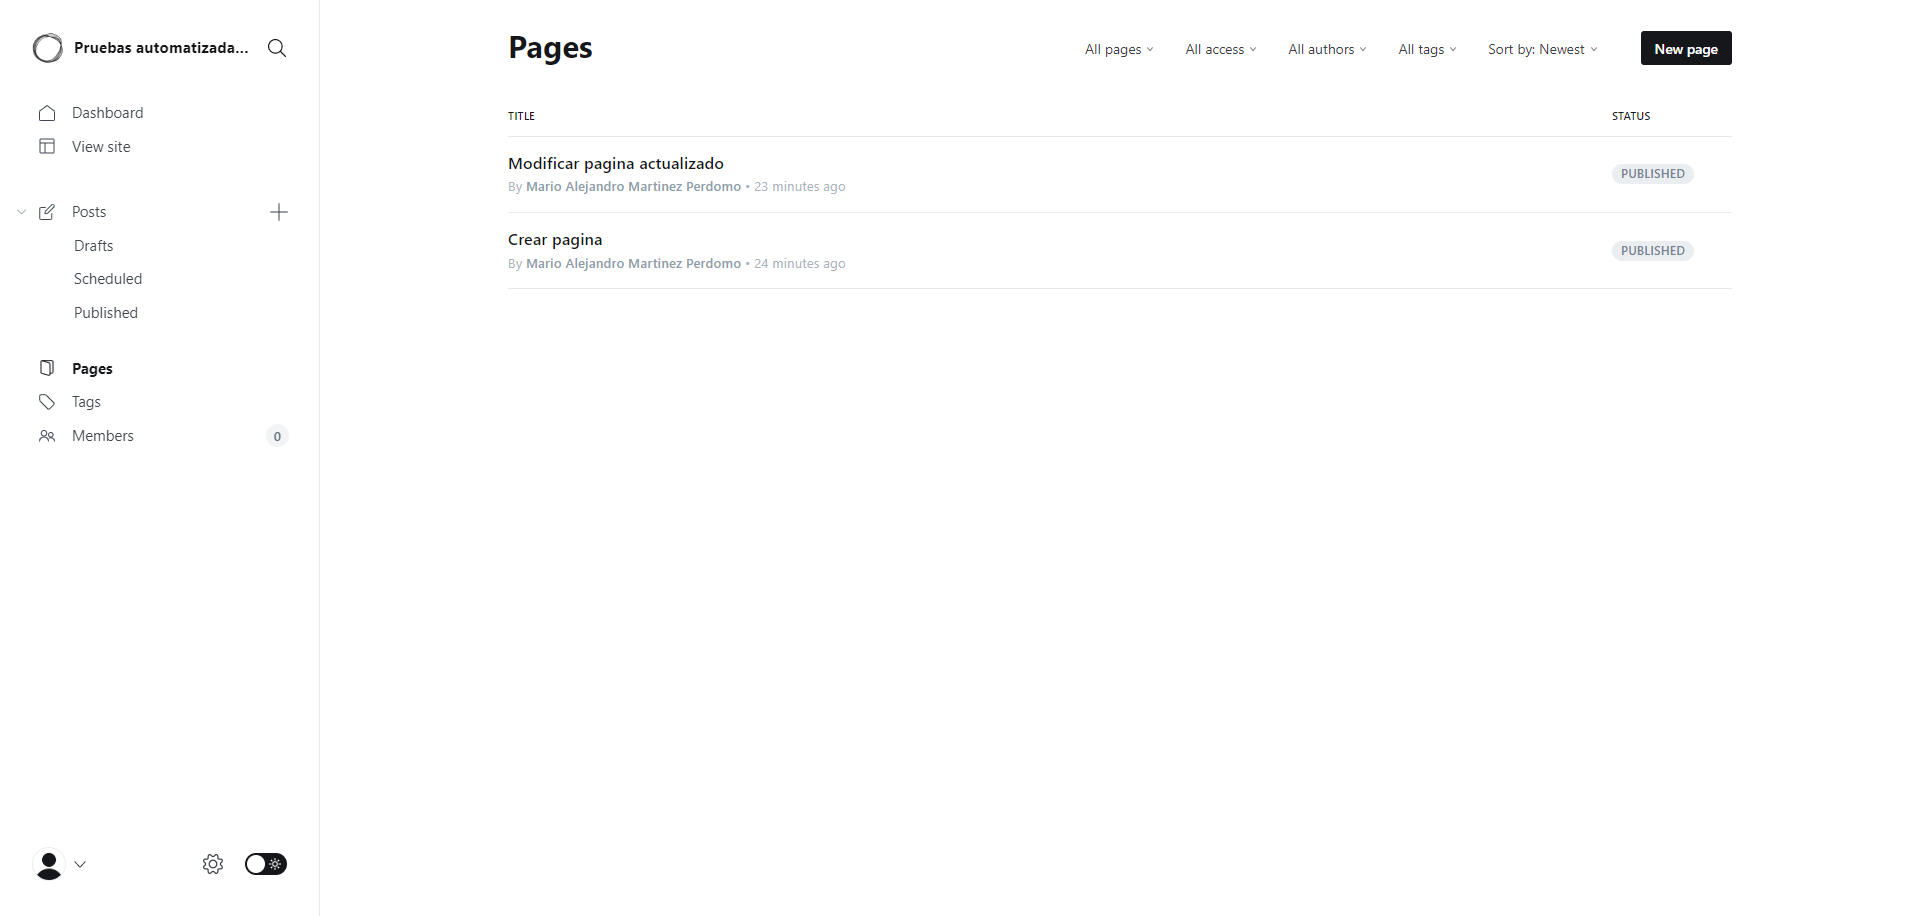 Pruebas automatizada...
Dashboard
View site
Posts
Drafts
Scheduled
Published
Pages
Tags
Members 0
Pages
All pages All access All authors All tags Sort by: Newest New page
TITLE STATUS
Modificar pagina actualizado
By Mario Alejandro Martinez Perdomo • 23 minutes ago
PUBLISHED
Crear pagina
By Mario Alejandro Martinez Perdomo • 24 minutes ago
PUBLISHED